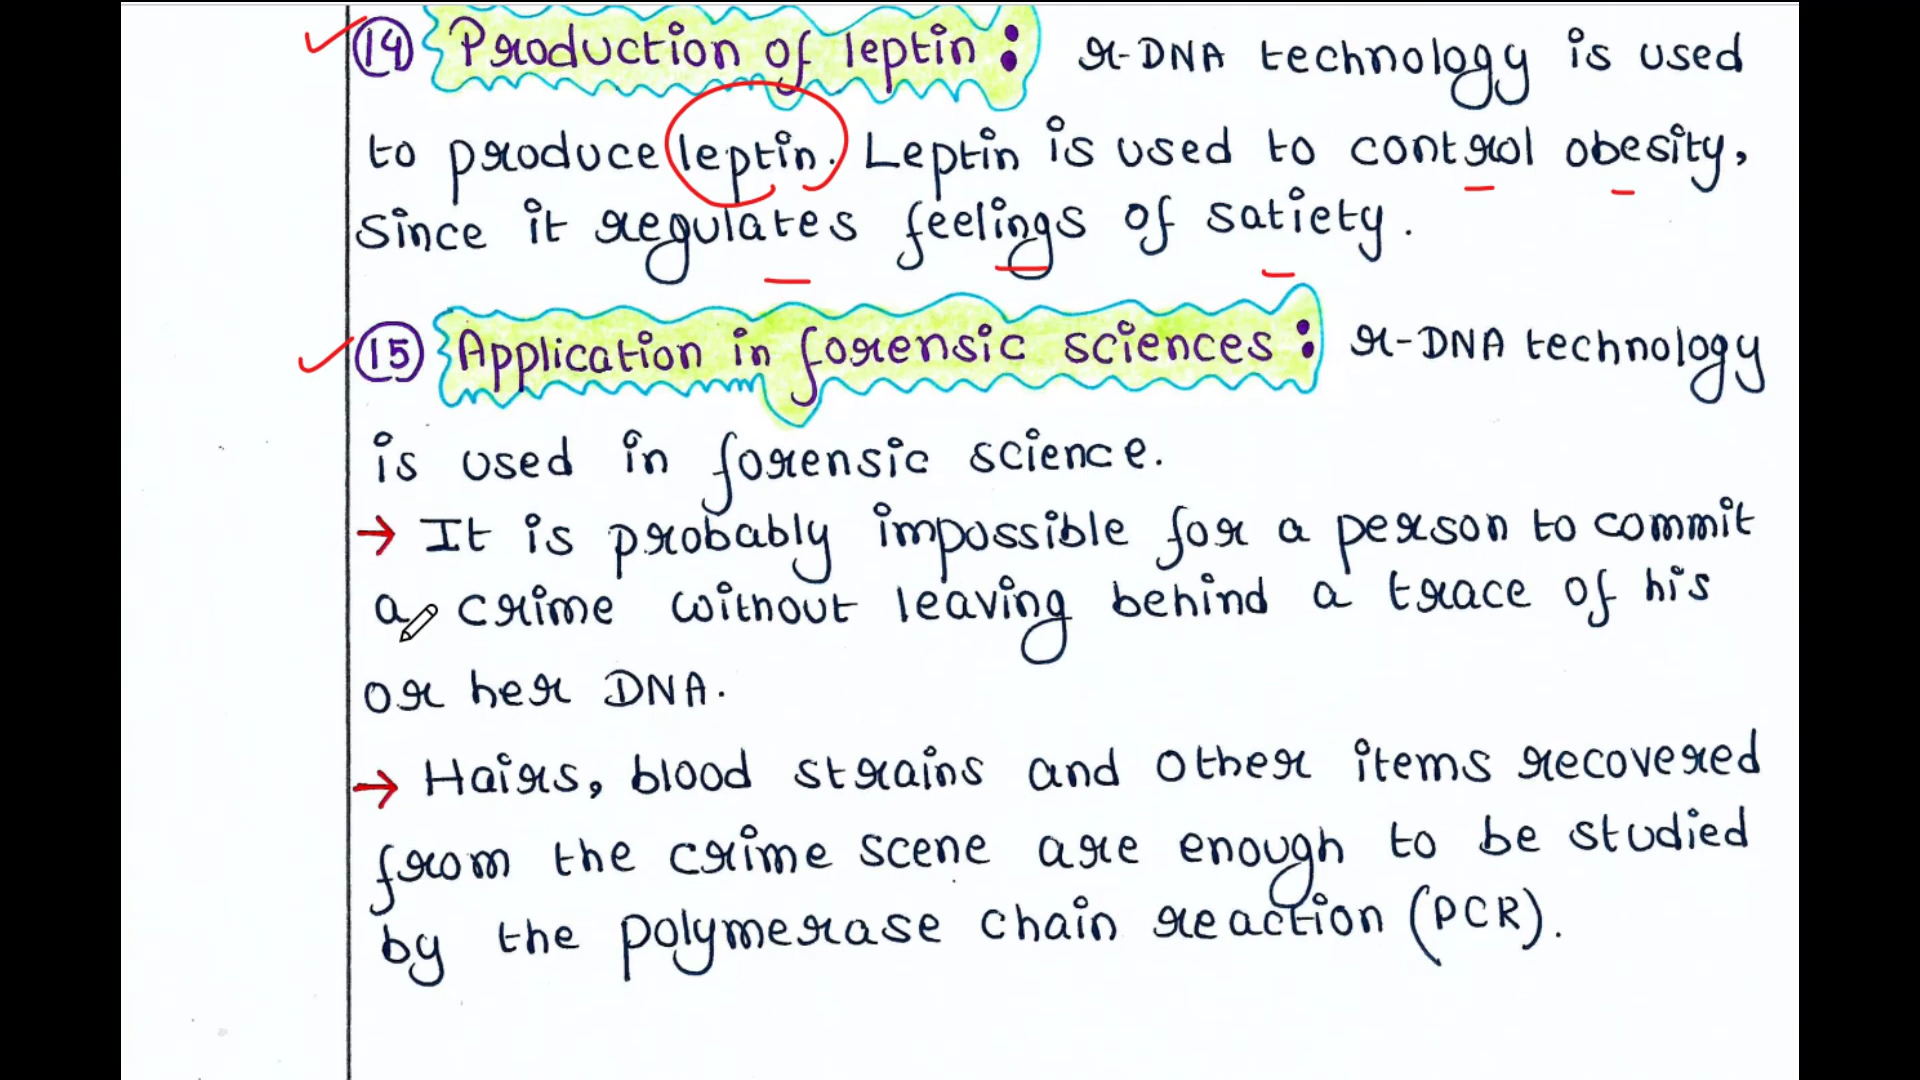 14 Production of leptin : r-DNA technology is used
to produce leptin. Leptin is used to control obesity,
since it regulates feelings of satiety.
15 Application in forensic sciences : r-DNA technology
is used in forensic science.
→ It is probably impossible for a person to commit
a crime without leaving behind a trace of his
or her DNA.
→ Hairs, blood strains and other items recovered
from the crime scene are enough to be studied
by the polymerase chain reaction (PCR).